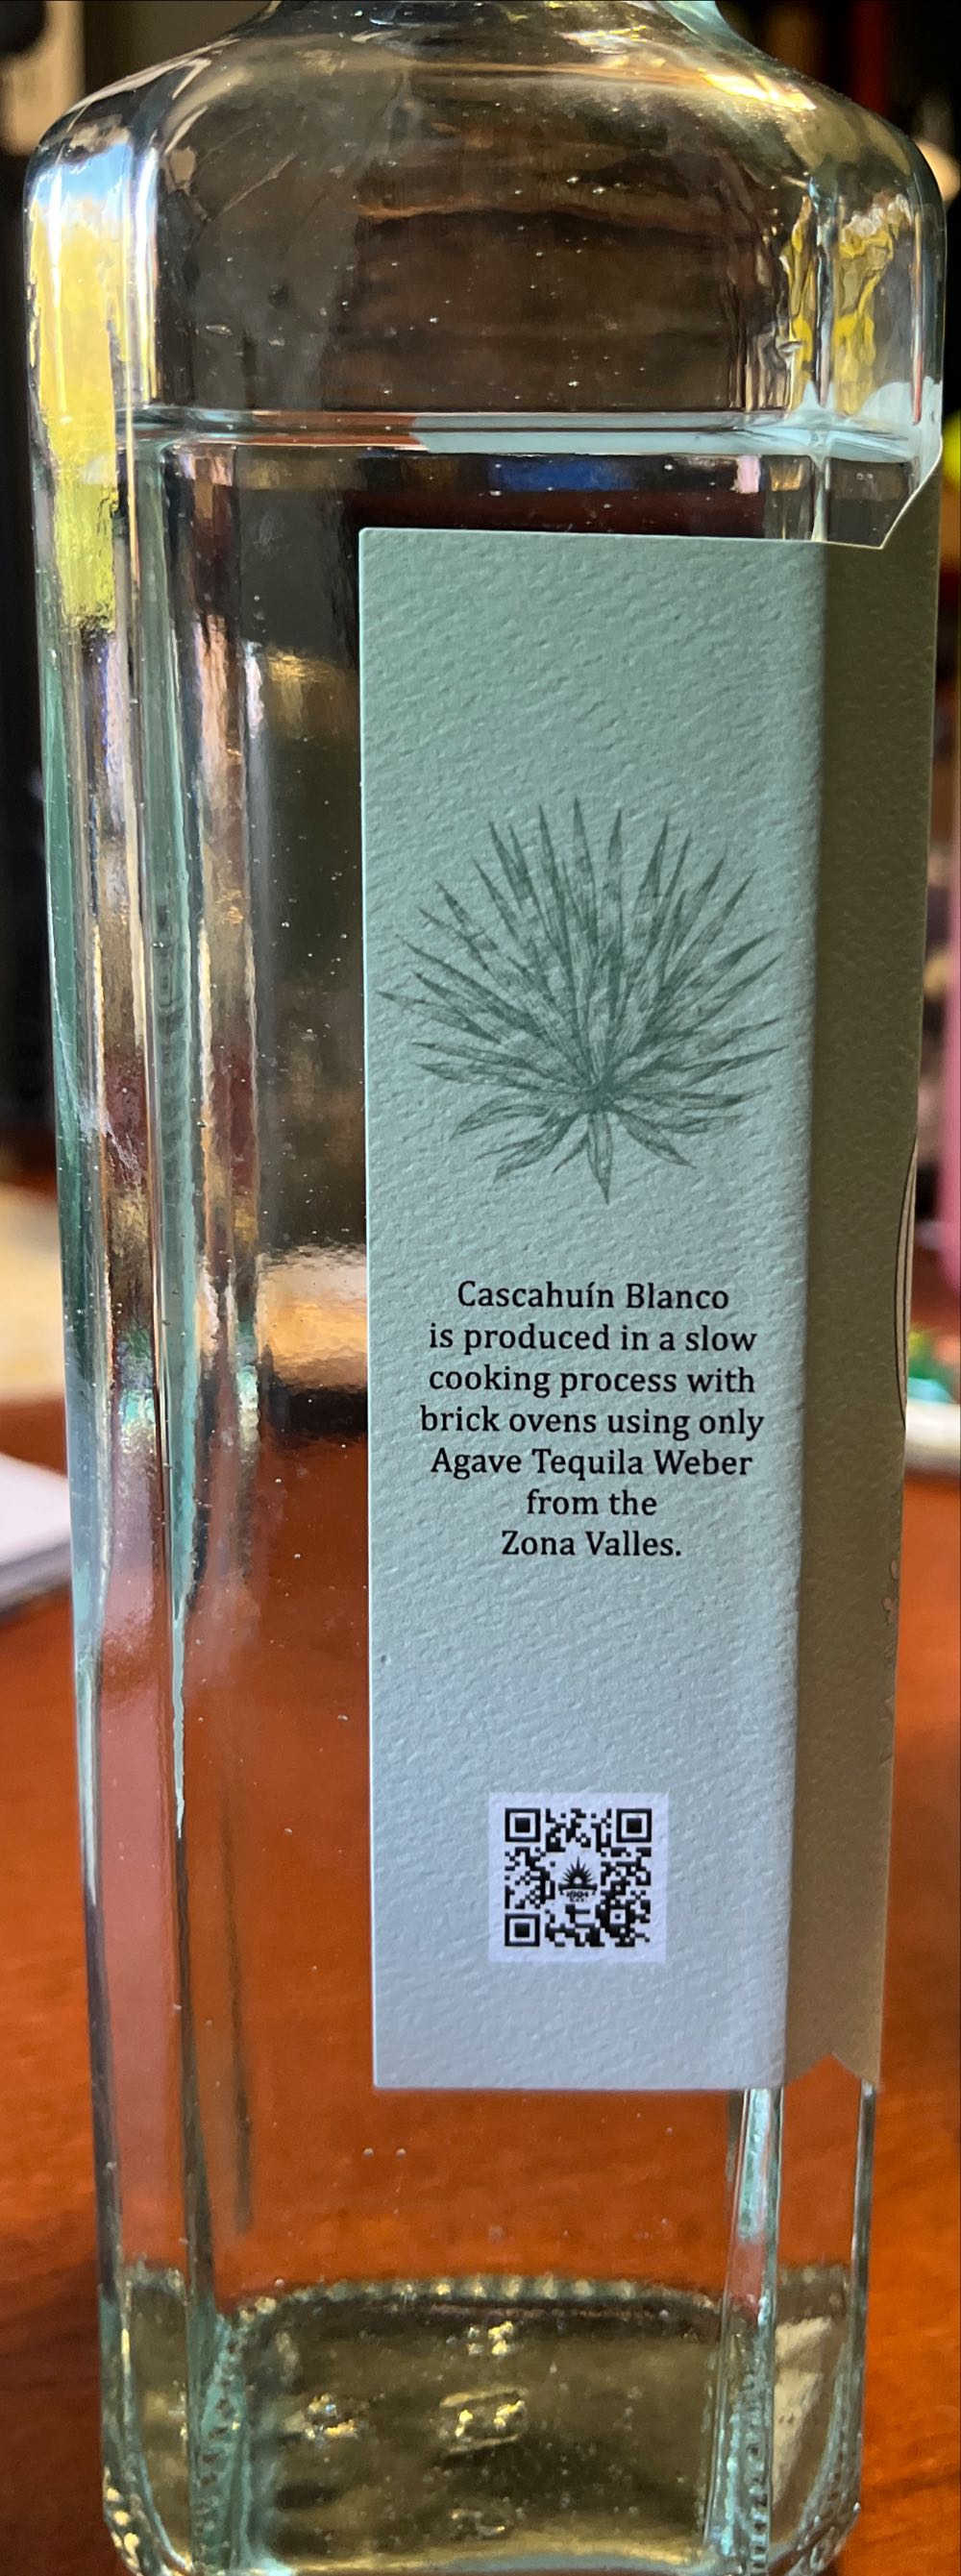 Cascahuín Blanco
is produced in a slow
cooking process with
brick ovens using only
Agave Tequila Weber
from the
Zona Valles.
1904